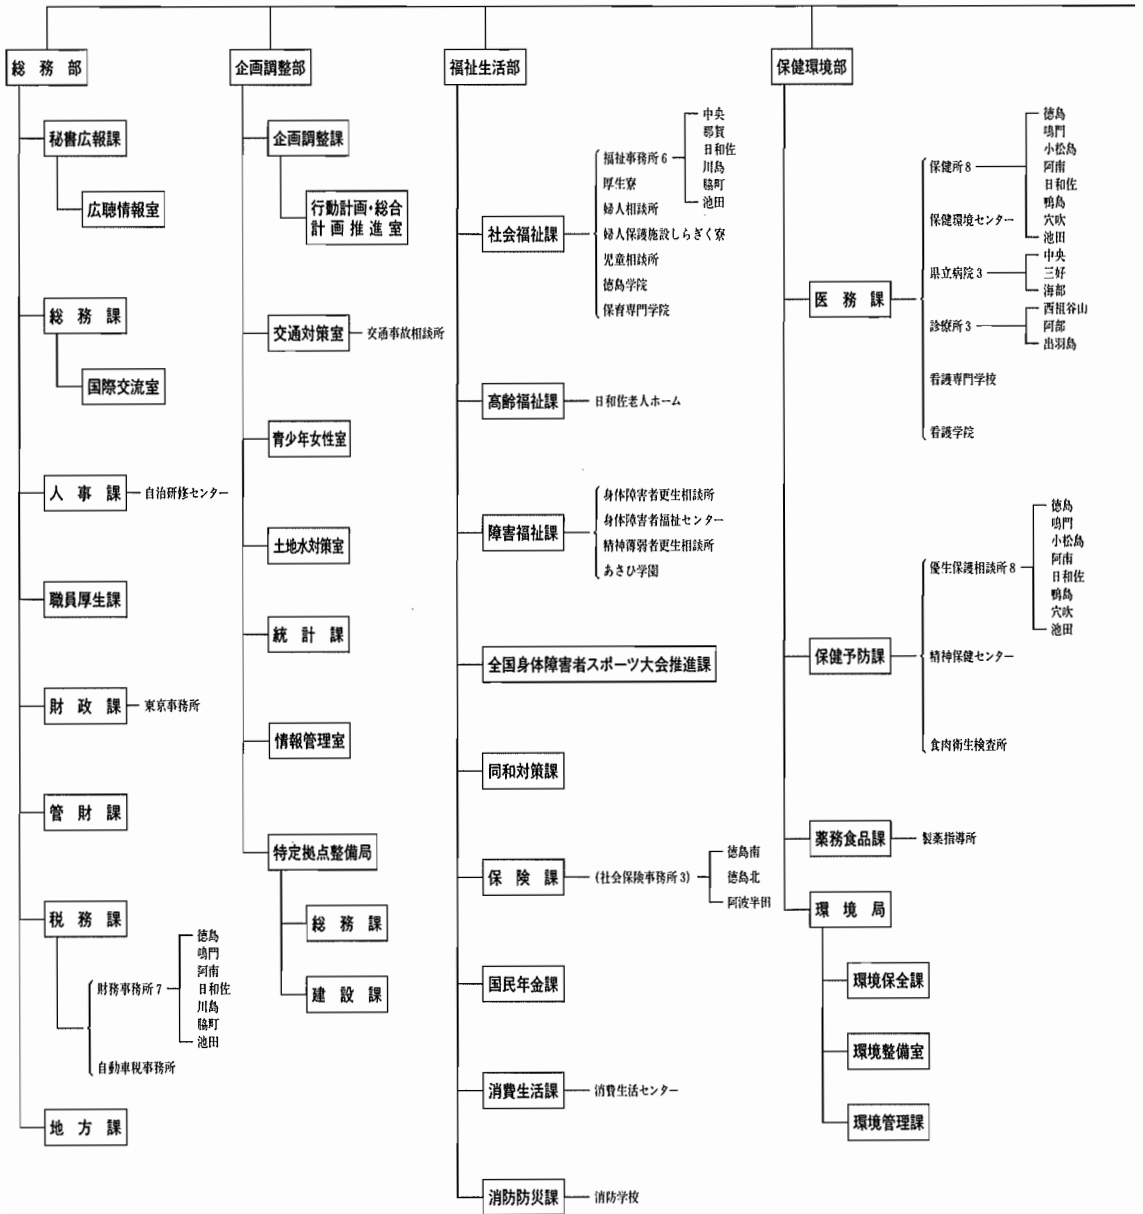 総務部
秘書広報課
広聴情報室
総務課
国際交流室
人事課
自治研修センター
職員厚生課
財政課
東京事務所
管財課
税務課
財務事務所7
徳島
鳴門
阿南
日和佐
川島
脇町
池田
自動車税事務所
地方課
企画調整部
企画調整課
行動計画・総合
計画推進室
交通対策室
交通事故相談所
青少年女性室
土地水対策室
統計課
情報管理室
特定拠点整備局
総務課
建設課
福祉生活部
社会福祉課
福祉事務所6
中央
那賀
日和佐
川島
脇町
池田
厚生寮
婦人相談所
婦人保護施設しらぎく寮
児童相談所
徳島学院
保育専門学院
高齢福祉課
日和佐老人ホーム
障害福祉課
身体障害者更生相談所
身体障害者福祉センター
精神薄弱者更生相談所
あさひ学園
全国身体障害者スポーツ大会推進課
同和対策課
保険課
(社会保険事務所3)
徳島南
徳島北
阿波半田
国民年金課
消費生活課
消費生活センター
消防防災課
消防学校
保健環境部
医務課
保健所8
徳島
鳴門
小松島
阿南
日和佐
鴨島
穴吹
池田
保健環境センター
県立病院3
中央
三好
海部
診療所3
西祖谷山
阿部
出羽島
看護専門学校
看護学院
保健予防課
優生保護相談所8
徳島
鳴門
小松島
阿南
日和佐
鴨島
穴吹
池田
精神保健センター
食肉衛生検査所
薬務食品課
製薬指導所
環境局
環境保全課
環境整備室
環境管理課